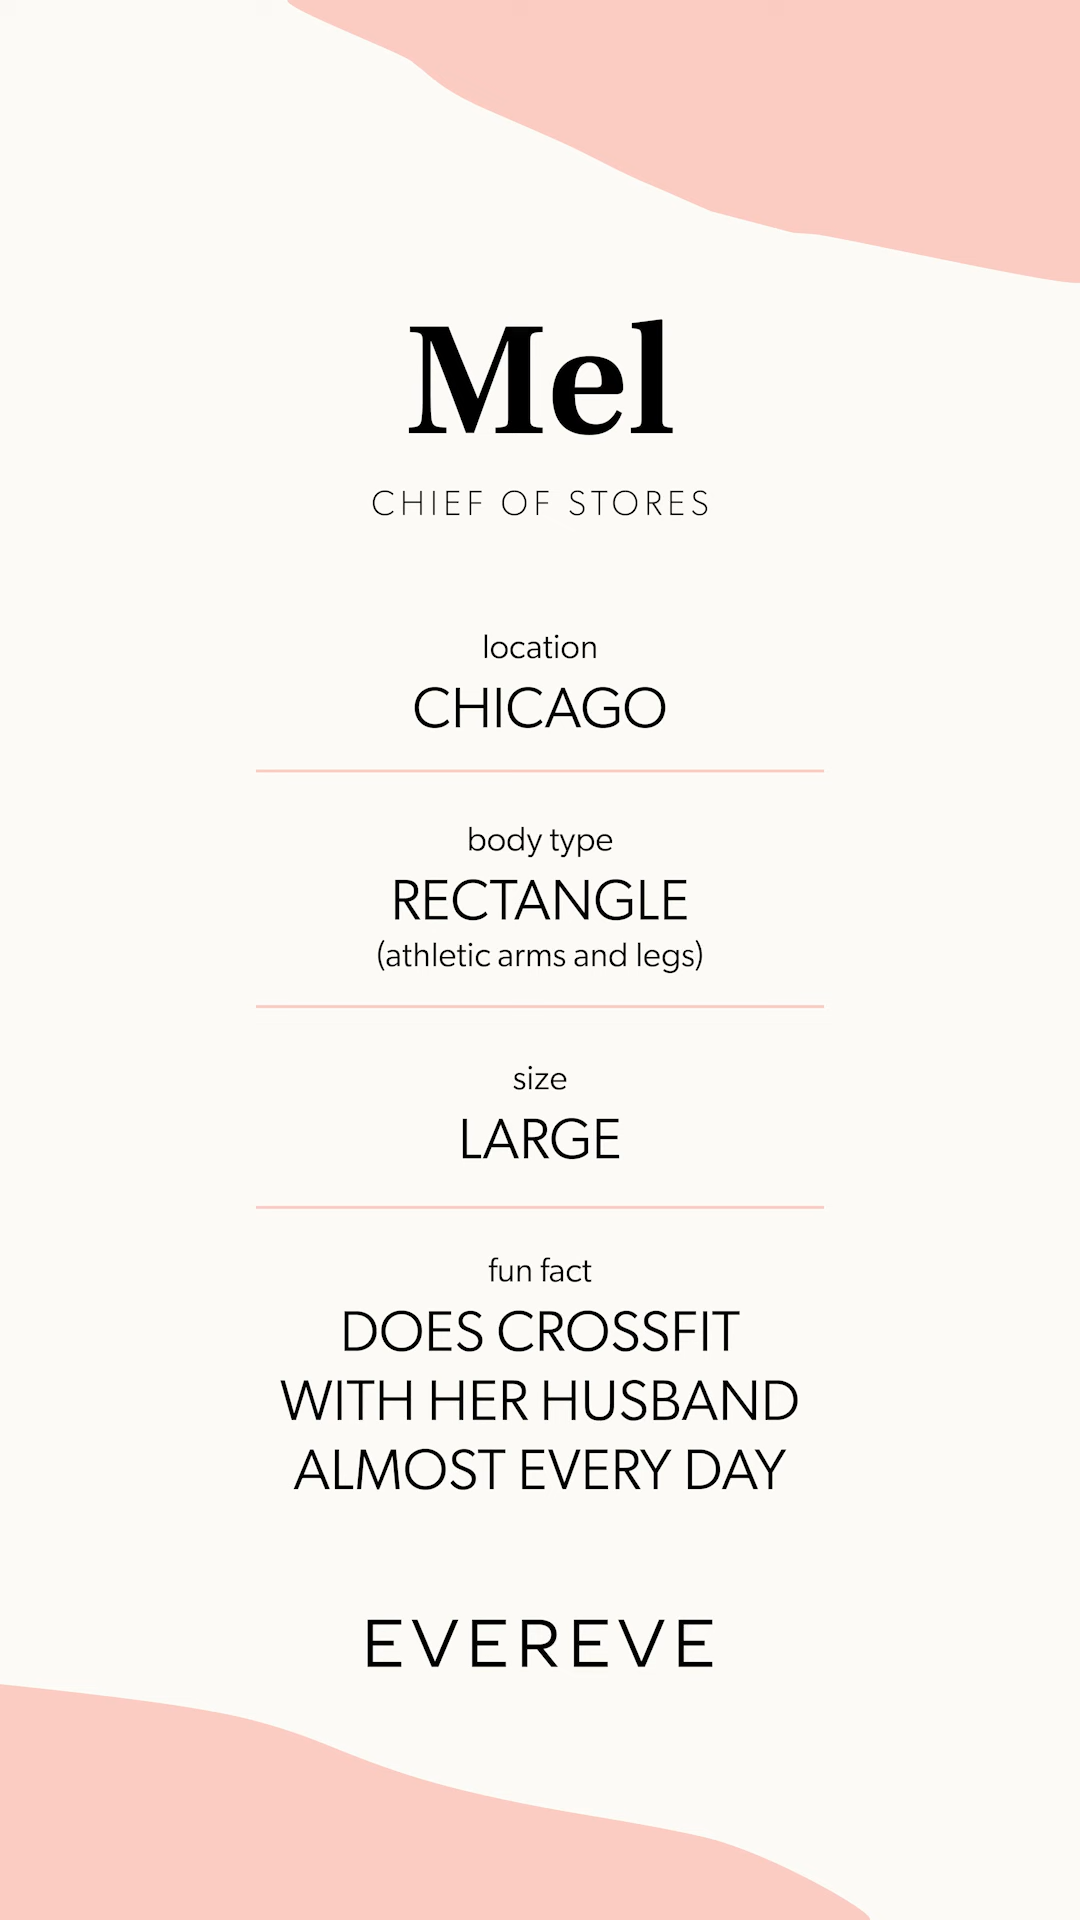 Mel
CHIEF OF STORES
location
CHICAGO
body type
RECTANGLE
(athletic arms and legs)
size
LARGE
fun fact
DOES CROSSFIT
WITH HER HUSBAND
ALMOST EVERY DAY
EVEREVE